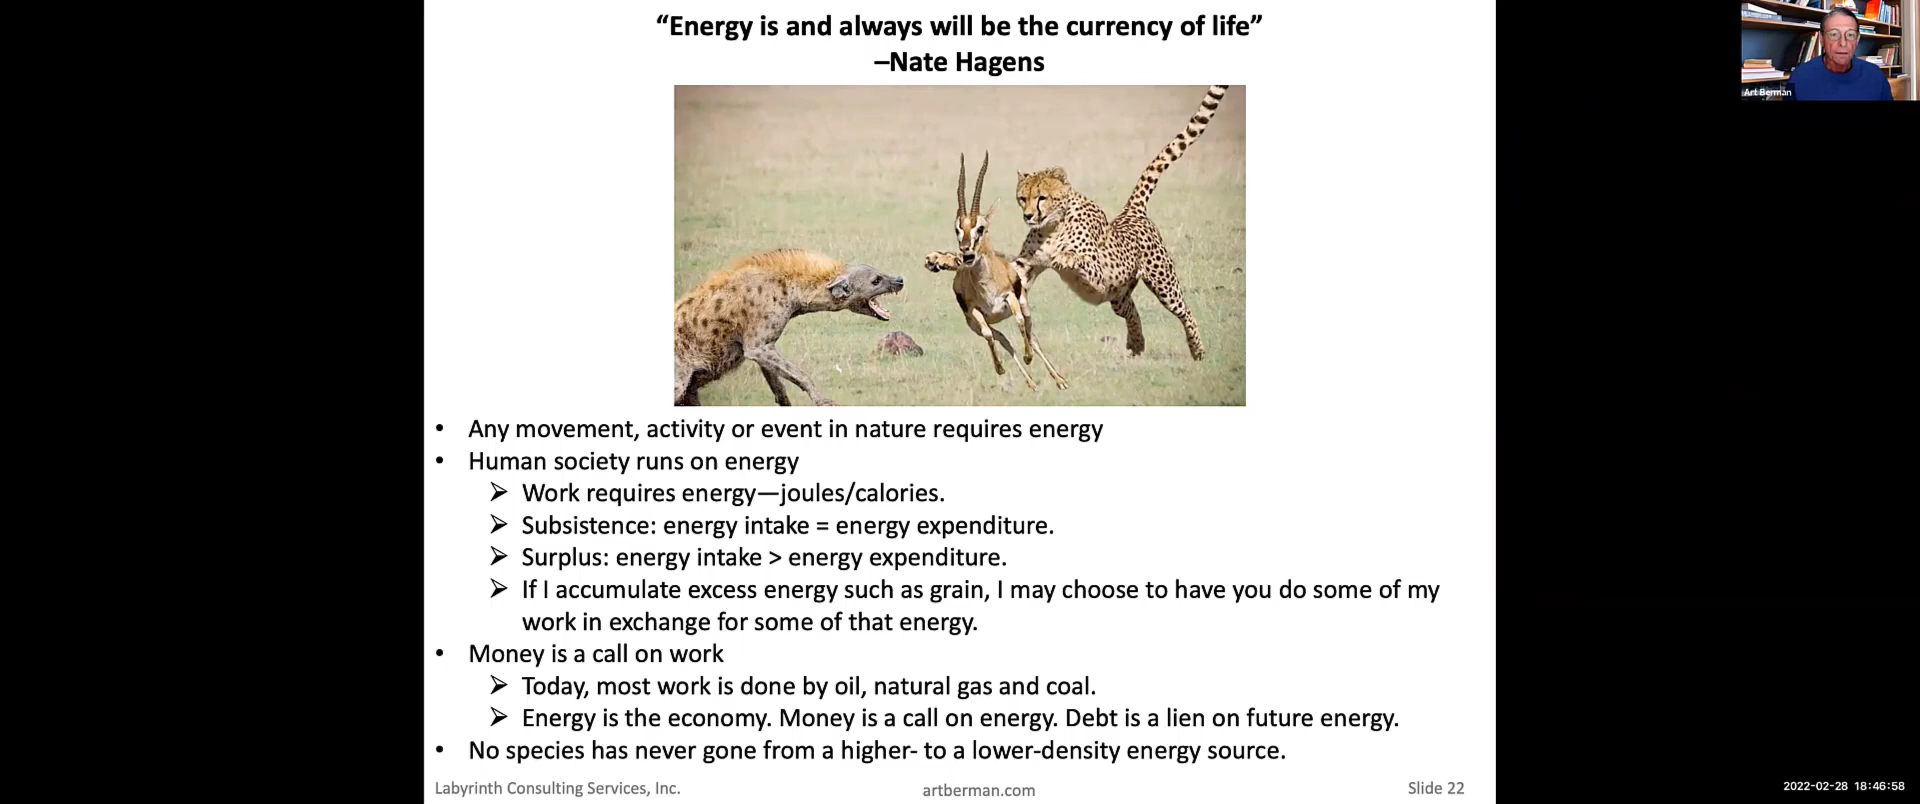 “Energy is and always will be the currency of life”
–Nate Hagens
Art Berman
• Any movement, activity or event in nature requires energy
• Human society runs on energy
➢ Work requires energy—joules/calories.
➢ Subsistence: energy intake = energy expenditure.
➢ Surplus: energy intake > energy expenditure.
➢ If I accumulate excess energy such as grain, I may choose to have you do some of my
work in exchange for some of that energy.
• Money is a call on work
➢ Today, most work is done by oil, natural gas and coal.
➢ Energy is the economy. Money is a call on energy. Debt is a lien on future energy.
• No species has never gone from a higher- to a lower-density energy source.
Labyrinth Consulting Services, Inc.
artberman.com
Slide 22
2022-02-28 18:46:58